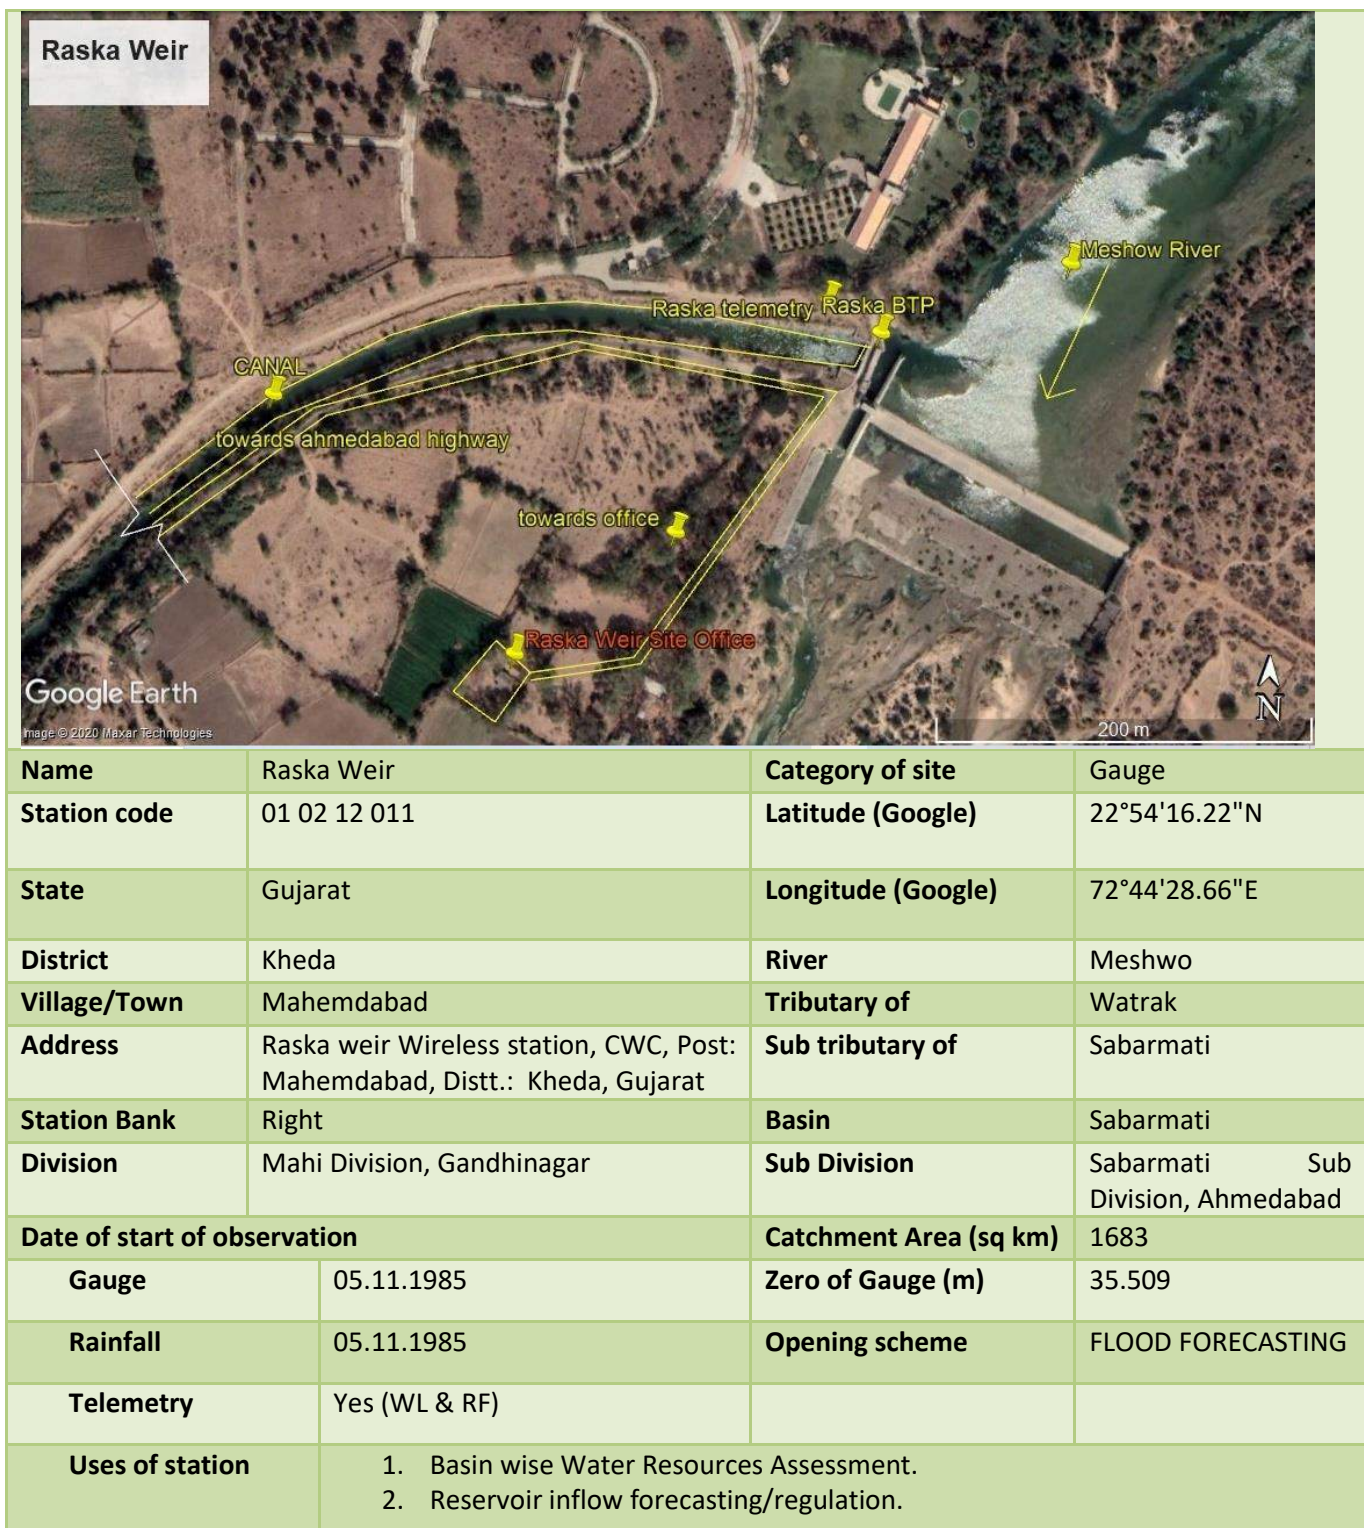 Raska Weir
Meshow River
Raska telemetry
Raska BTP
CANAL
towards ahmedabad highway
towards office
Raska Weir Site Office
Google Earth
Image © 2020 Maxar Technologies
N
200 m
Name Raska Weir Category of site Gauge
Station code 01 02 12 011 Latitude (Google) 22°54'16.22"N
State Gujarat Longitude (Google) 72°44'28.66"E
District Kheda River Meshwo
Village/Town Mahemdabad Tributary of Watrak
Address Raska weir Wireless station, CWC, Post: Sub tributary of Sabarmati
Mahemdabad, Distt.: Kheda, Gujarat
Station Bank Right Basin Sabarmati
Division Mahi Division, Gandhinagar Sub Division Sabarmati Sub
Division, Ahmedabad
Date of start of observation Catchment Area (sq km) 1683
Gauge 05.11.1985 Zero of Gauge (m) 35.509
Rainfall 05.11.1985 Opening scheme FLOOD FORECASTING
Telemetry Yes (WL & RF)
Uses of station 1. Basin wise Water Resources Assessment.
2. Reservoir inflow forecasting/regulation.